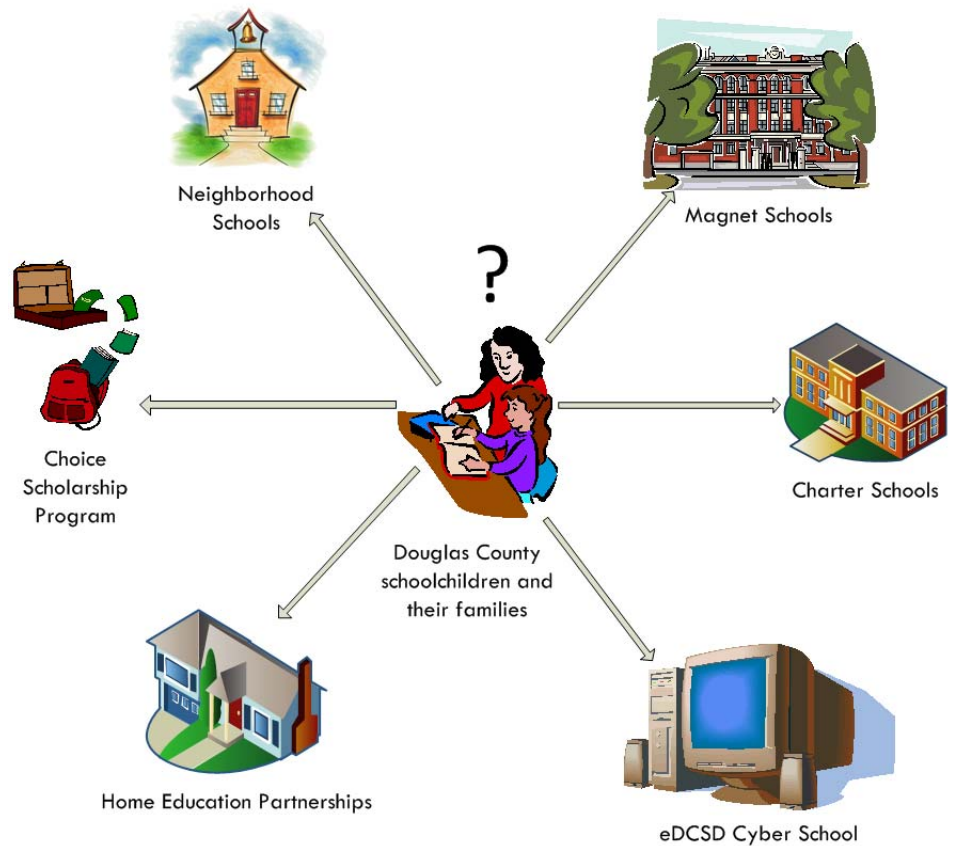 Neighborhood
Schools
Magnet Schools
?
Choice
Scholarship
Program
Charter Schools
Douglas County
schoolchildren and
their families
Home Education Partnerships
eDCSD Cyber School